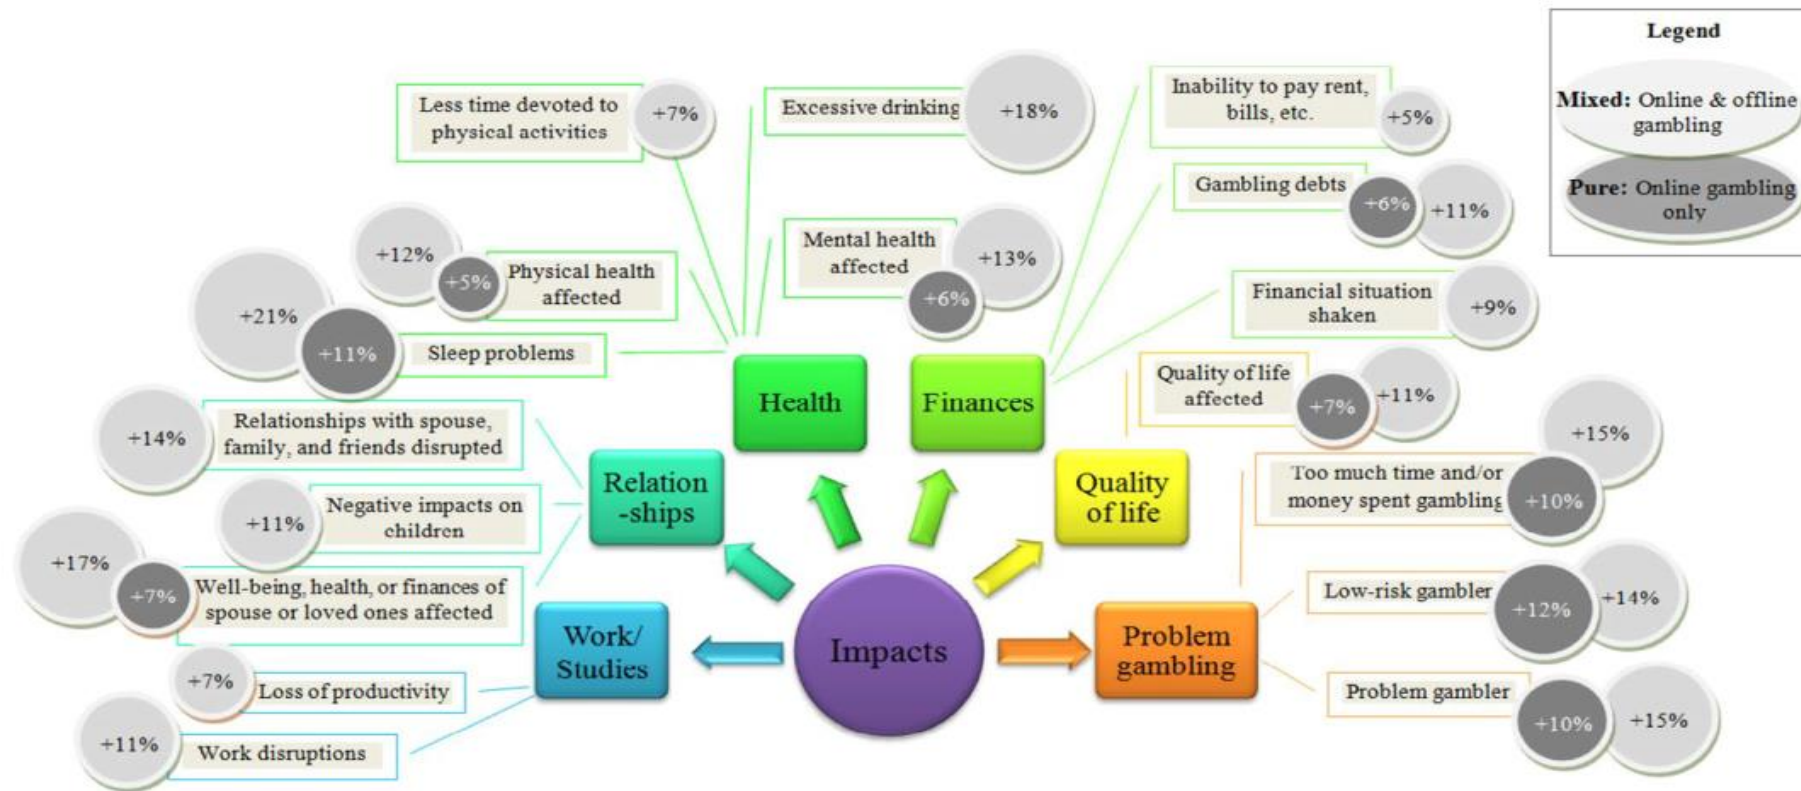 Legend
Mixed: Online & offline
gambling
Pure: Online gambling
only
Less time devoted to
physical activities
+7%
Excessive drinking
+18%
Inability to pay rent,
bills, etc.
+5%
Gambling debts
+6%
+11%
Mental health
affected
+13%
+6%
+12%
+5%
Physical health
affected
Financial situation
shaken
+9%
+21%
+11%
Sleep problems
Health
Finances
Quality of life
affected
+7%
+11%
+14%
Relationships with spouse,
family, and friends disrupted
+15%
Too much time and/or
money spent gambling
+10%
Relation
-ships
Quality
of life
+11%
Negative impacts on
children
+17%
+7%
Well-being, health, or finances of
spouse or loved ones affected
Low-risk gambler
+12%
+14%
Work/
Studies
Impacts
Problem
gambling
+7%
Loss of productivity
Problem gambler
+10%
+15%
+11%
Work disruptions